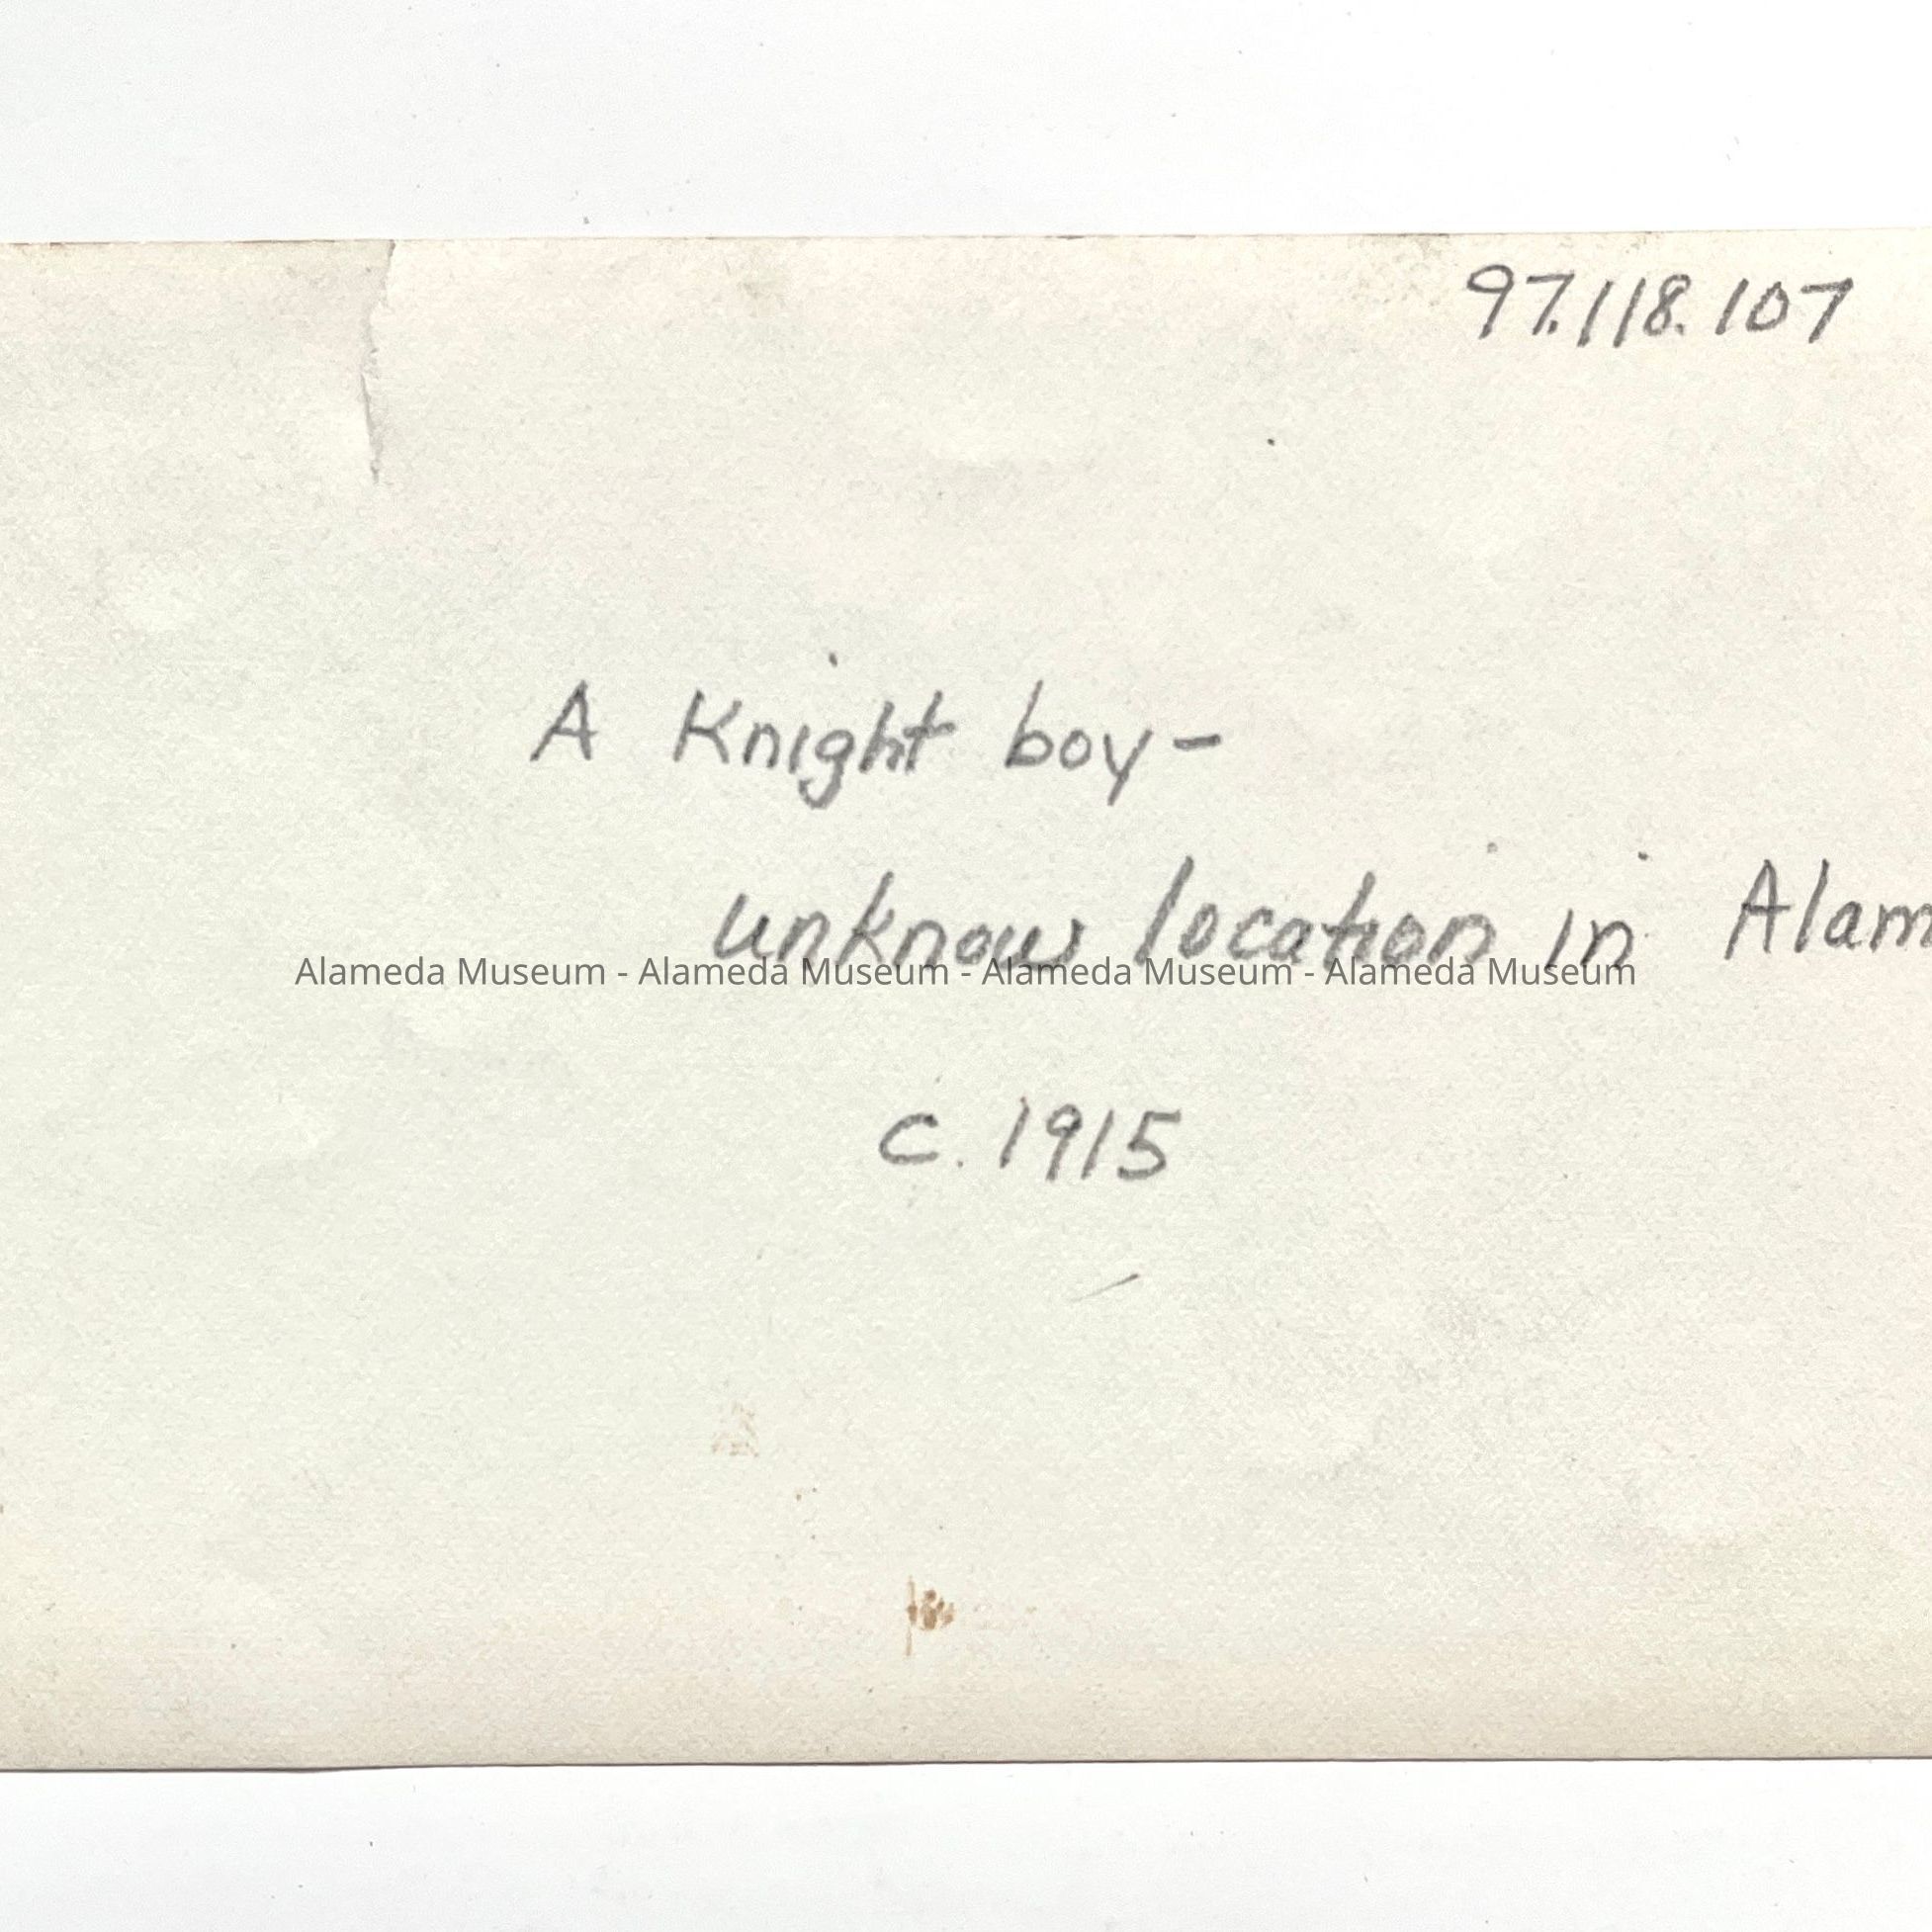 97.118.107
A Knight boy-
unknow location in Alam
Alameda Museum - Alameda Museum - Alameda Museum - Alameda Museum
c. 1915